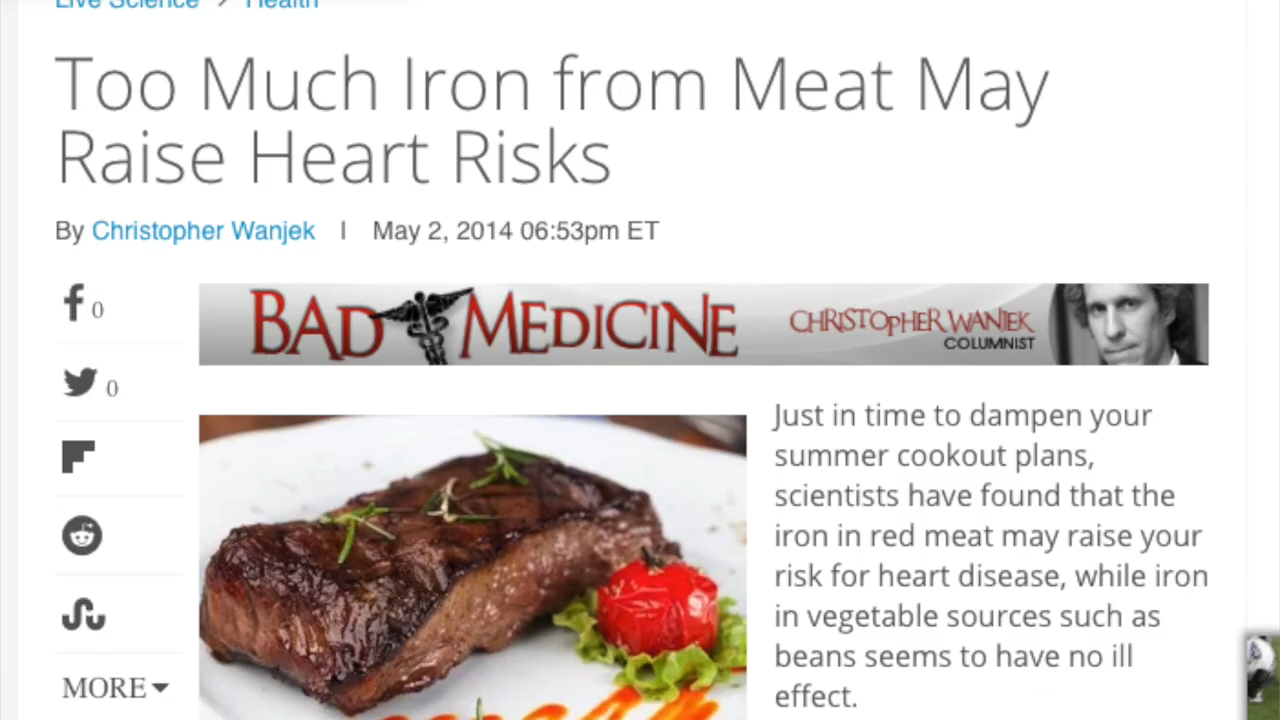 Live Science > Health
Too Much Iron from Meat May
Raise Heart Risks
By Christopher Wanjek | May 2, 2014 06:53pm ET
0
BAD MEDICINE
CHRISTOPHER WANJEK
COLUMNIST
0
MORE
Just in time to dampen your
summer cookout plans,
scientists have found that the
iron in red meat may raise your
risk for heart disease, while iron
in vegetable sources such as
beans seems to have no ill
effect.